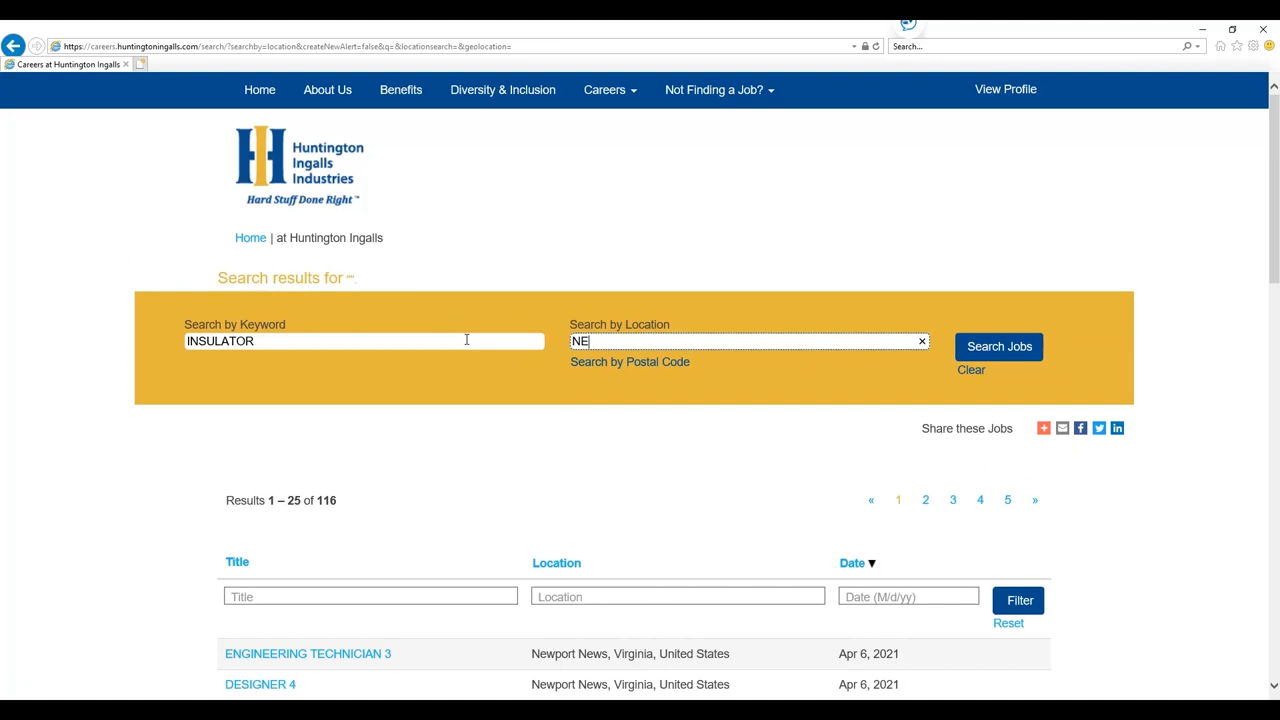 https://careers.huntingtoningalls.com/search/?searchby=location&createNewAlert=false&q=&locationsearch=&geolocation=
Search...
Careers at Huntington Ingalls
Home
About Us
Benefits
Diversity & Inclusion
Careers
Not Finding a Job?
View Profile
Huntington
Ingalls
Industries
Hard Stuff Done Right™
Home | at Huntington Ingalls
Search results for "".
Search by Keyword
Search by Location
INSULATOR
NE
Search Jobs
Search by Postal Code
Clear
Share these Jobs
Results 1 – 25 of 116
« 1 2 3 4 5 »
Title
Location
Date ▼
Title
Location
Date (M/d/yy)
Filter
Reset
ENGINEERING TECHNICIAN 3
Newport News, Virginia, United States
Apr 6, 2021
DESIGNER 4
Newport News, Virginia, United States
Apr 6, 2021